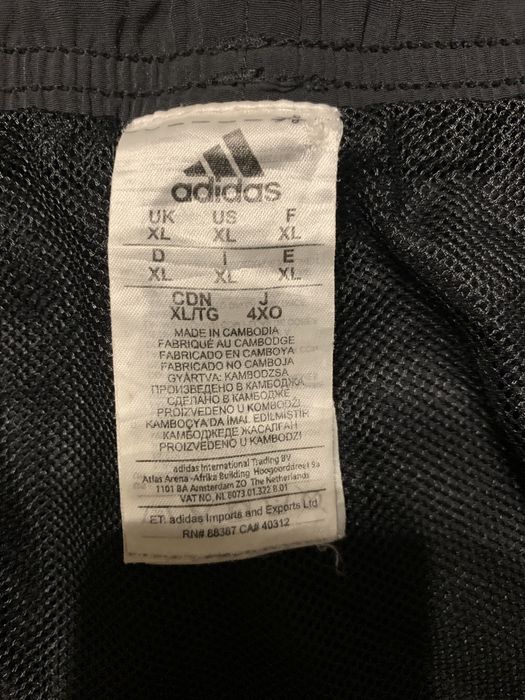 adidas
UK US F
XL XL XL
D I E
XL XL XL
CDN J
XL/TG 4XO
MADE IN CAMBODIA
FABRIQUÉ AU CAMBODGE
FABRICADO EN CAMBOYA
FABRICADO NO CAMBOJA
GYÁRTVA: KAMBODZSA
ПРОИЗВЕДЕНО В КАМБОДЖА
СДЕЛАНО В КАМБОДЖЕ
PROIZVEDENO U KOMBODŽI
KAMBOÇYA'DA İMAL EDİLMİŞTİR
КАМБОДЖЕДЕ ЖАСАЛҒАН
PROIZVEDENO U KAMBODŽI
adidas International Trading BV
Atlas Arena -Afrika Building Hoogoorddreef 9a
1101 BA Amsterdam ZO The Netherlands
VAT NO. NL 8073.01.322 B.01
ET: adidas Imports and Exports Ltd
RN# 88387 CA# 40312